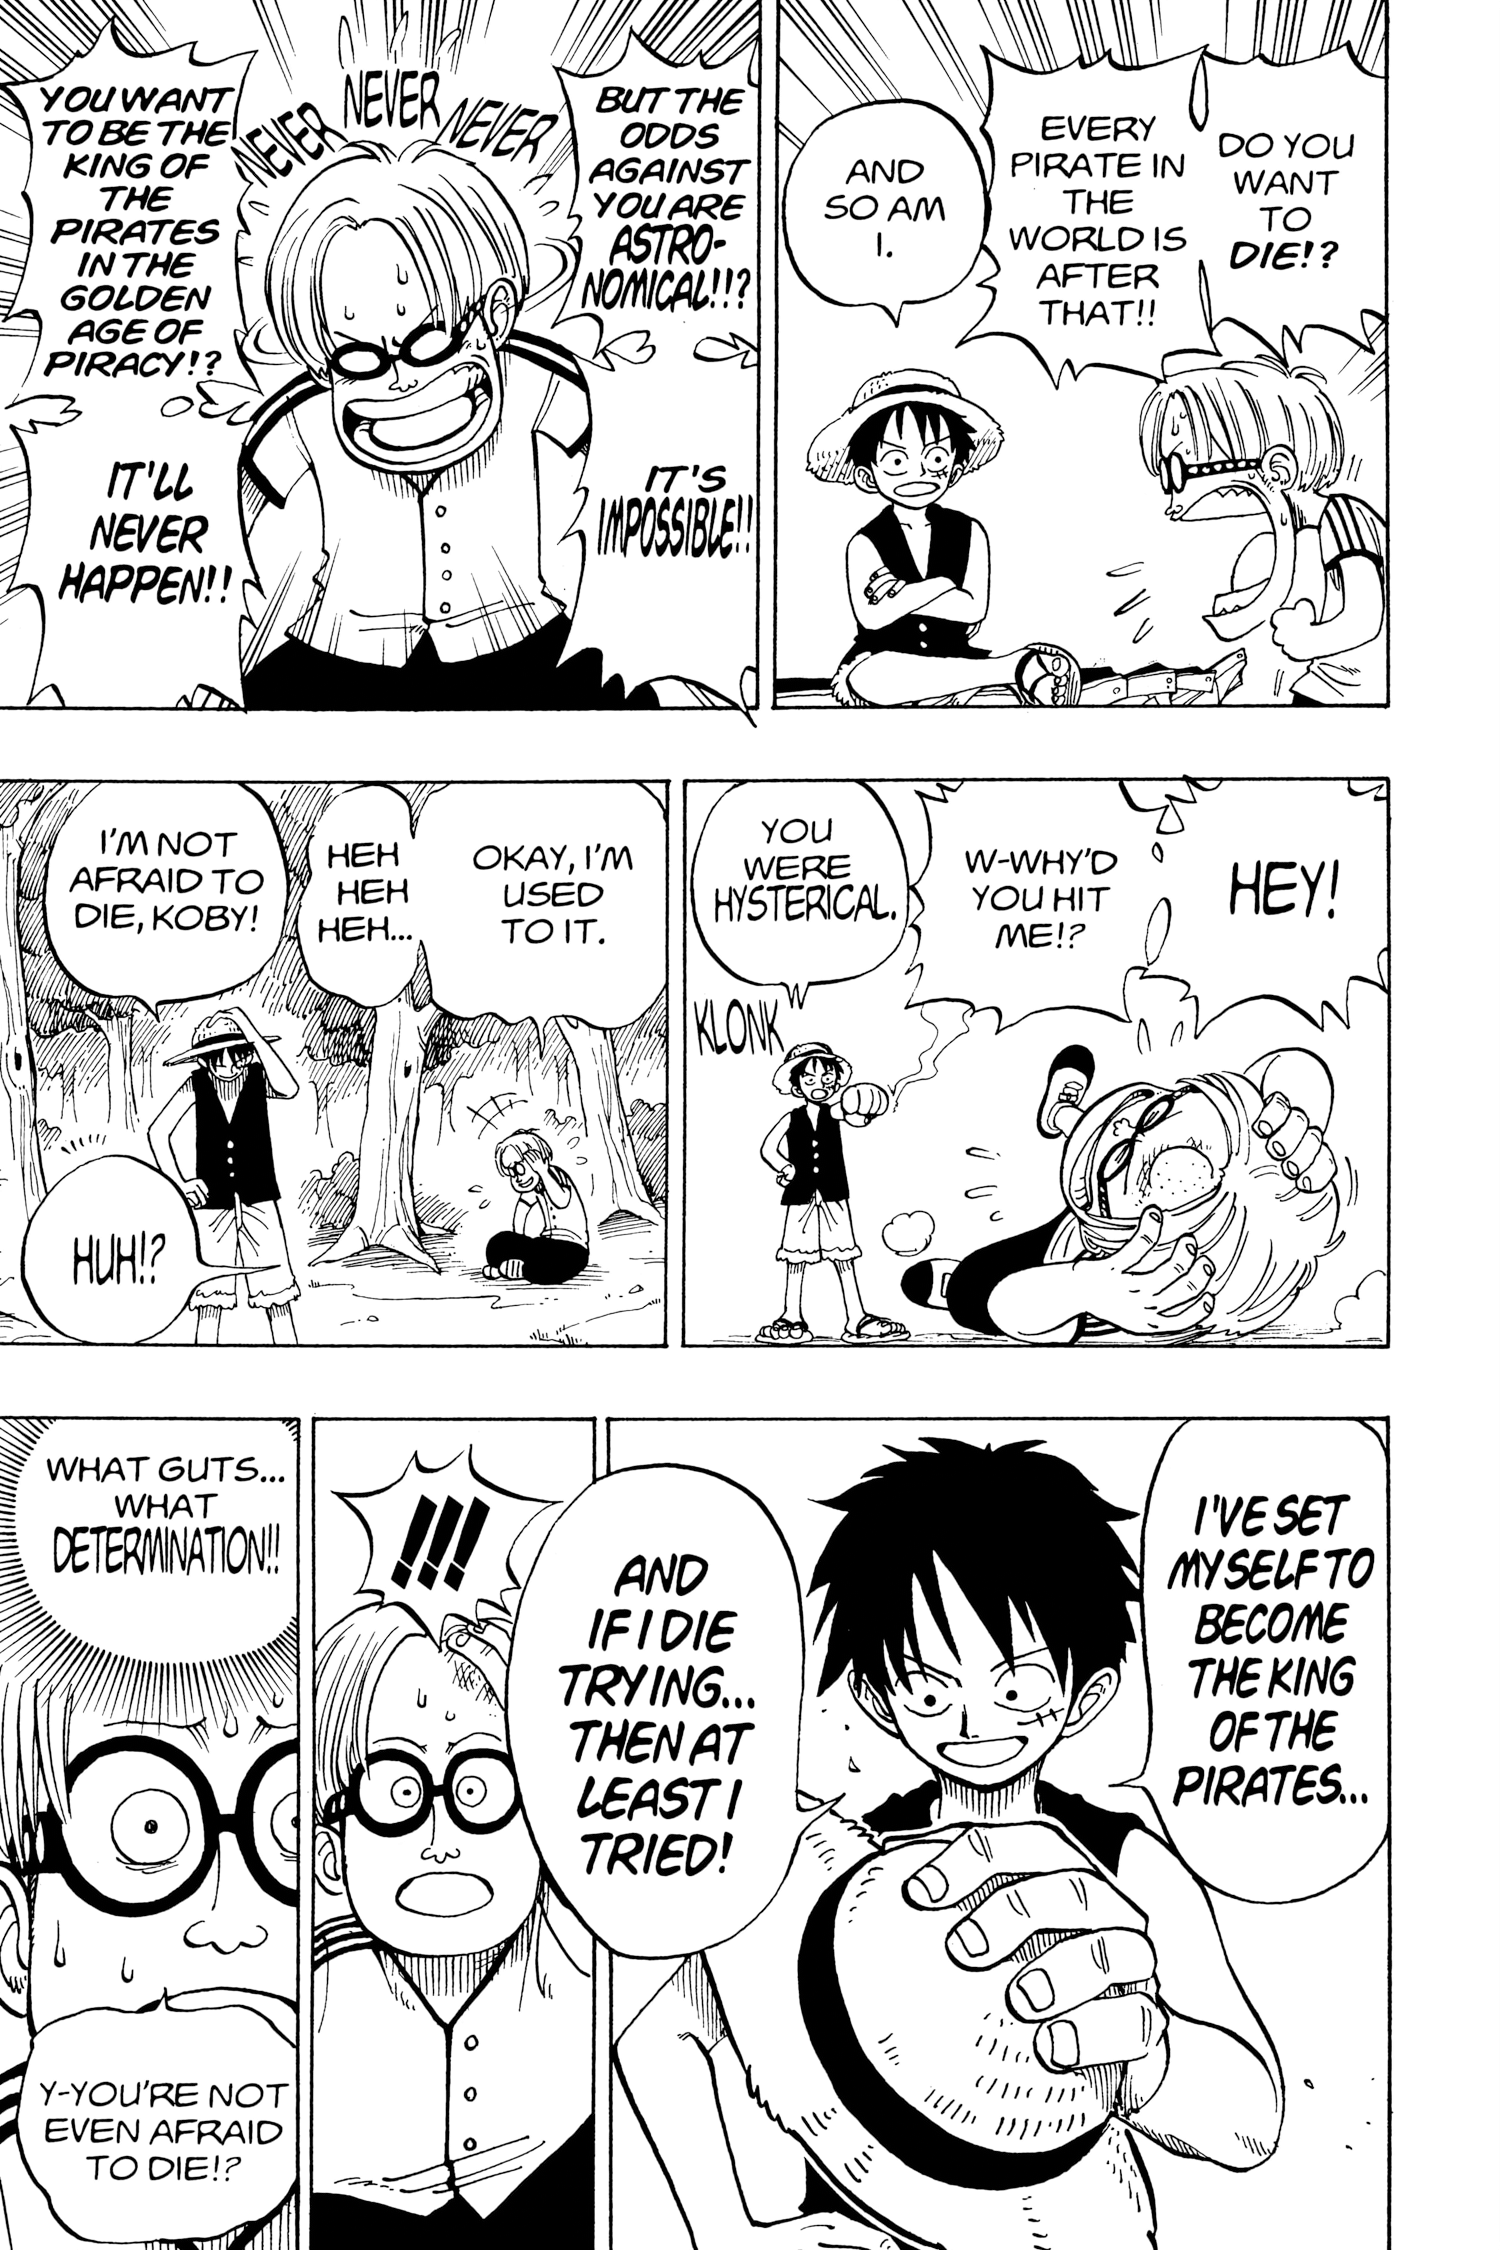 DO YOU
WANT
TO
DIE!?
EVERY
PIRATE IN
THE
WORLD IS
AFTER
THAT!!
AND
SO AM
I.
BUT THE
ODDS
AGAINST
YOU ARE
ASTRO-
NOMICAL!!?
NEVER
NEVER
NEVER
YOU WANT
TO BE THE
KING OF
THE
PIRATES
IN THE
GOLDEN
AGE OF
PIRACY!?
IT'S
IMPOSSIBLE!!
IT'LL
NEVER
HAPPEN!!
HEY!
W-WHY'D
YOU HIT
ME!?
YOU
WERE
HYSTERICAL.
KLONK
OKAY, I'M
USED
TO IT.
HEH
HEH
HEH...
I'M NOT
AFRAID TO
DIE, KOBY!
HUH!?
I'VE SET
MYSELF TO
BECOME
THE KING
OF THE
PIRATES...
AND
IF I DIE
TRYING...
THEN AT
LEAST I
TRIED!
!!!
WHAT GUTS...
WHAT
DETERMINATION!!
Y-YOU'RE NOT
EVEN AFRAID
TO DIE!?